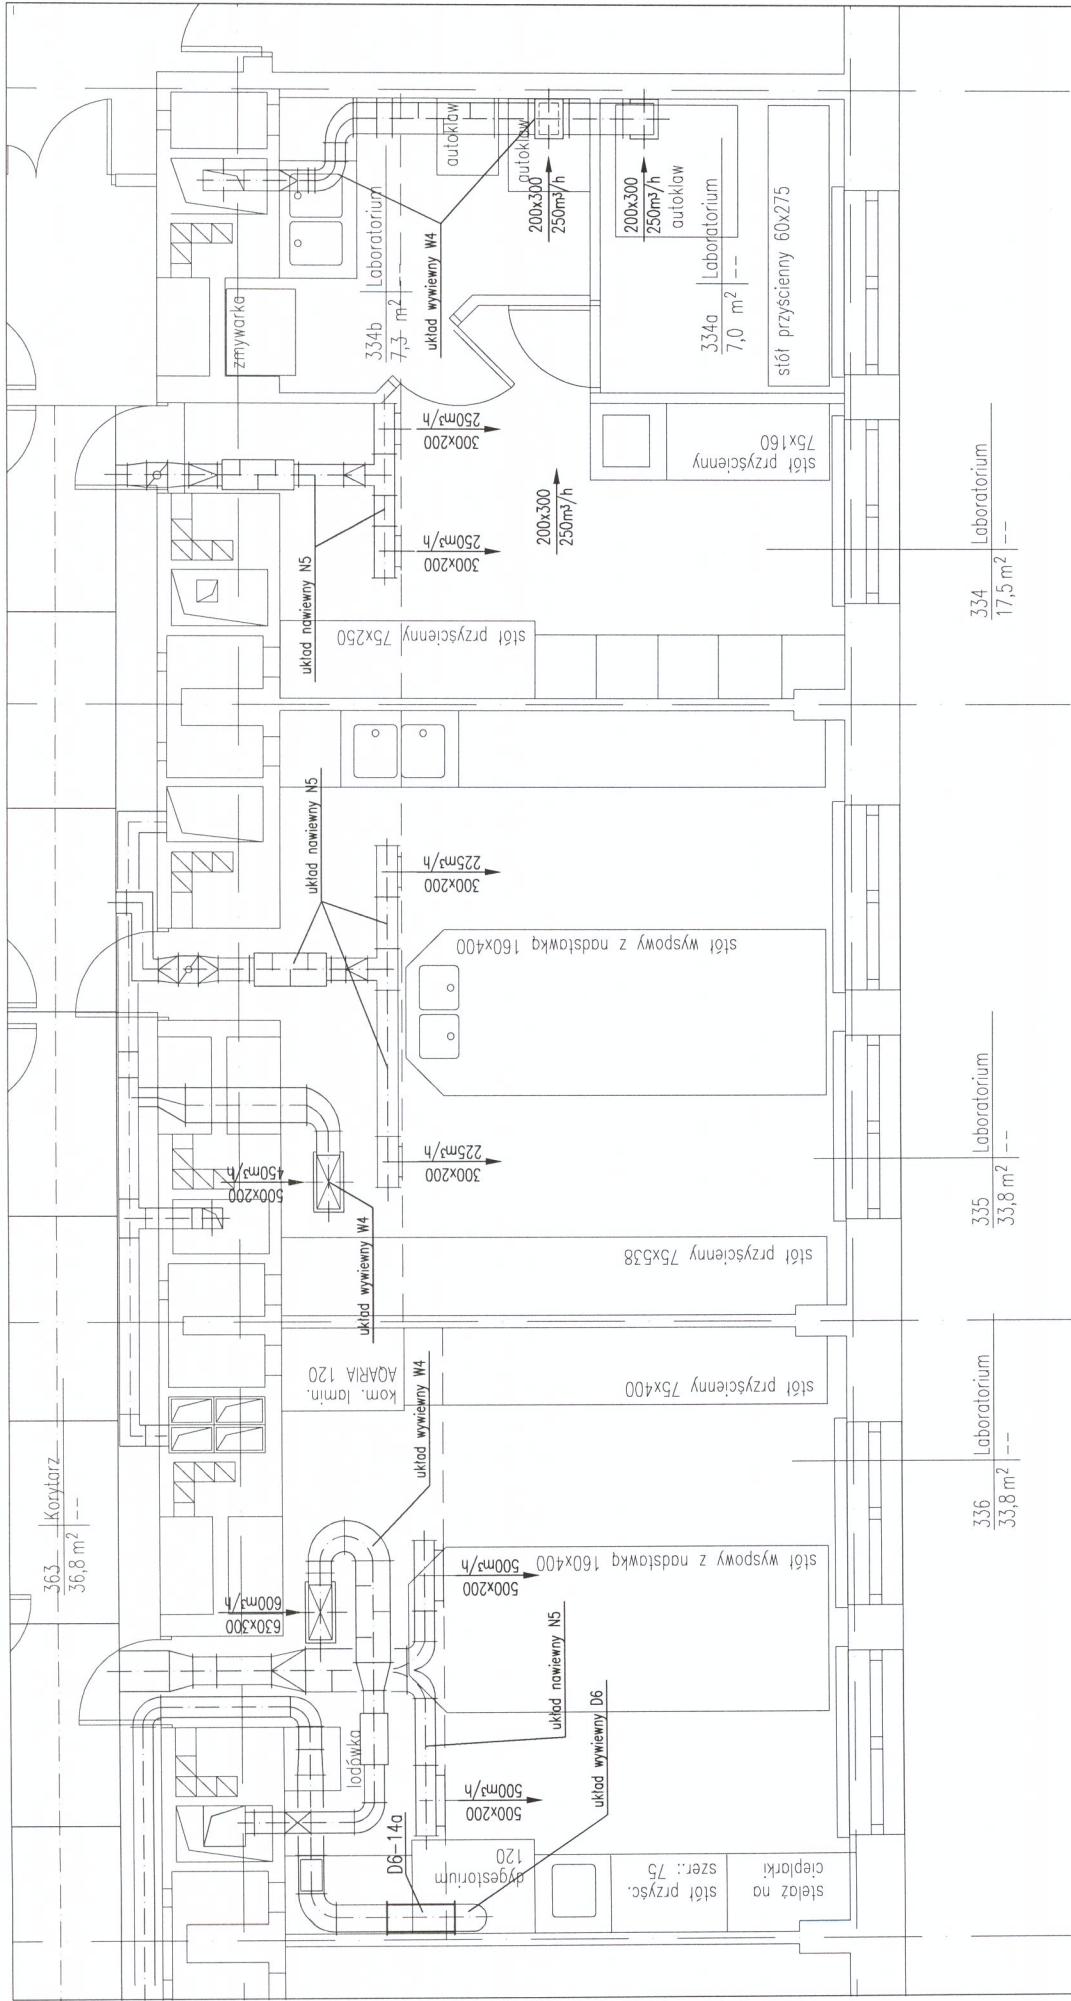 autoklaw
autoklaw
200x300
250m³/h
200x300
250m³/h
autoklaw
zmywarka
334b
Laboratorium
7,3 m² --
układ wywiewny W4
334a
Laboratorium
7,0 m² --
stół przyścienny 60x275
300x200
250m³/h
300x200
250m³/h
układ nawiewny N5
200x300
250m³/h
stół przyścienny
75x160
334
Laboratorium
17,5 m² --
stół przyścienny 75x250
układ nawiewny N5
300x200
225m³/h
stół wyspowy z nadstawką 160x400
300x200
225m³/h
500x200
450m³/h
układ wywiewny W4
335
Laboratorium
33,8 m² --
stół przyścienny 75x538
kom. lamin.
AQARIA 120
stół przyścienny 75x400
układ wywiewny W4
363
Korytarz
36,8 m² --
336
Laboratorium
33,8 m² --
630x300
600m³/h
500x200
500m³/h
stół wyspowy z nadstawką 160x400
układ nawiewny N5
lodówka
500x200
500m³/h
układ wywiewny D6
D6-14a
dygestorium
120
stół przyśc.
szer.: 75
stelaż na
cieplarki